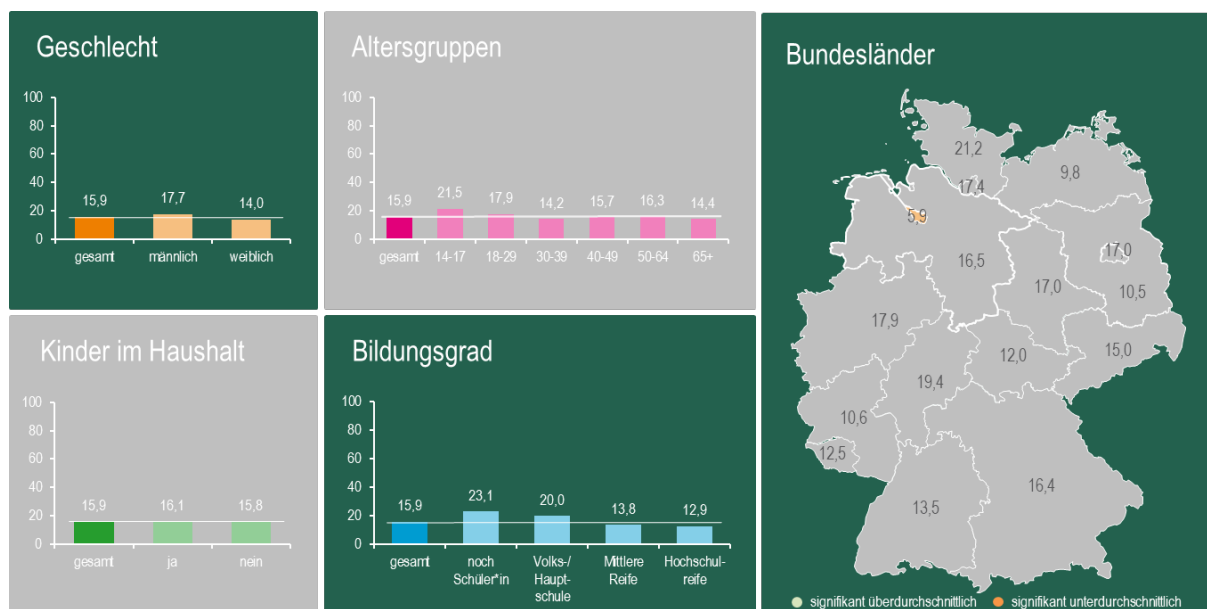 Geschlecht
100
80
60
40
20
0
15,9
17,7
14,0
gesamt
männlich
weiblich
Altersgruppen
100
80
60
40
20
0
15,9
21,5
17,9
14,2
15,7
16,3
14,4
gesamt
14-17
18-29
30-39
40-49
50-64
65+
Kinder im Haushalt
100
80
60
40
20
0
15,9
16,1
15,8
gesamt
ja
nein
Bildungsgrad
100
80
60
40
20
0
15,9
23,1
20,0
13,8
12,9
gesamt
noch
Schüler*in
Volks-/
Haupt-
schule
Mittlere
Reife
Hochschul-
reife
Bundesländer
21,2
17,4
9,8
5,9
16,5
17,0
17,0
10,5
17,9
12,0
15,0
19,4
10,6
12,5
16,4
13,5
signifikant überdurchschnittlich
signifikant unterdurchschnittlich